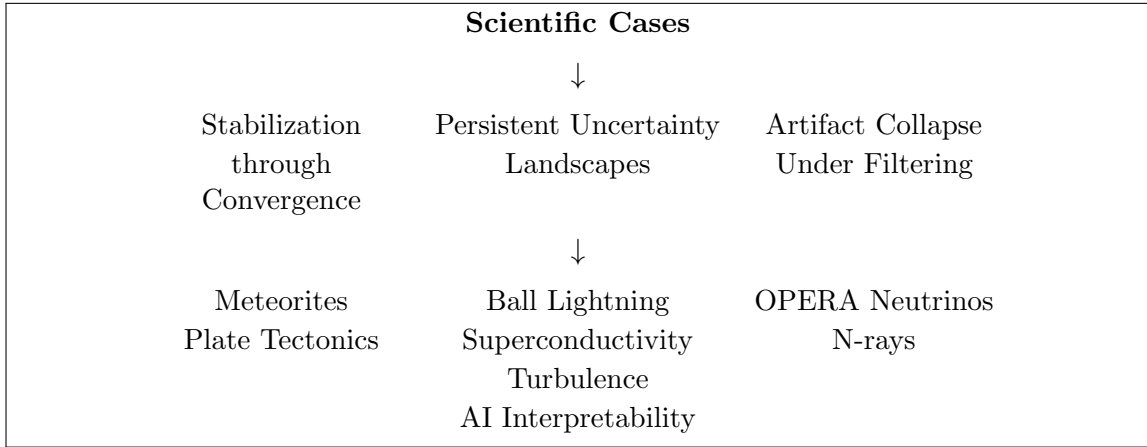 Scientific Cases
↓
Stabilization through Convergence
Persistent Uncertainty Landscapes
Artifact Collapse Under Filtering
↓
Meteorites
Plate Tectonics
Ball Lightning
Superconductivity
Turbulence
AI Interpretability
OPERA Neutrinos
N-rays